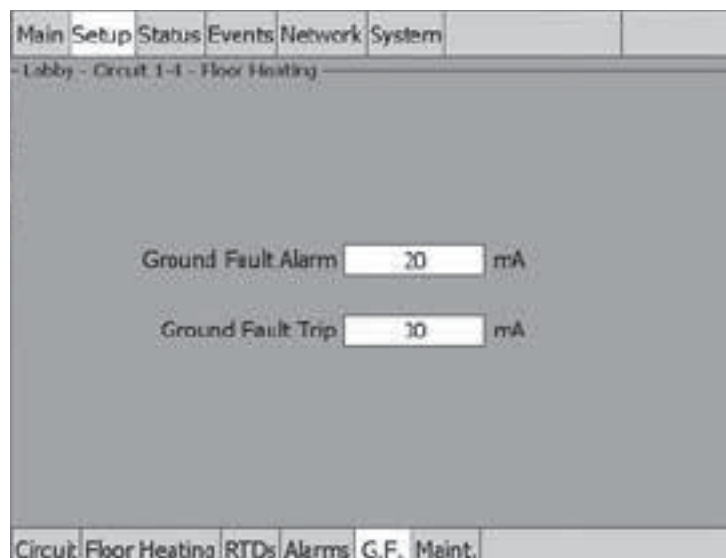 Main Setup Status Events Network System
Lobby - Circuit 1-1 - Floor Heating
Ground Fault Alarm 20 mA
Ground Fault Trip 30 mA
Circuit Floor Heating RTDs Alarms G.F. Maint.